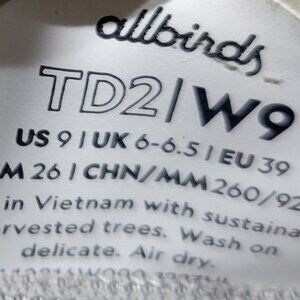 allbirds
TD2 | W9
US 9 | UK 6-6.5 | EU 39
M 26 | CHN/MM 260/92
in Vietnam with sustaina
rvested trees. Wash on
delicate. Air dry.